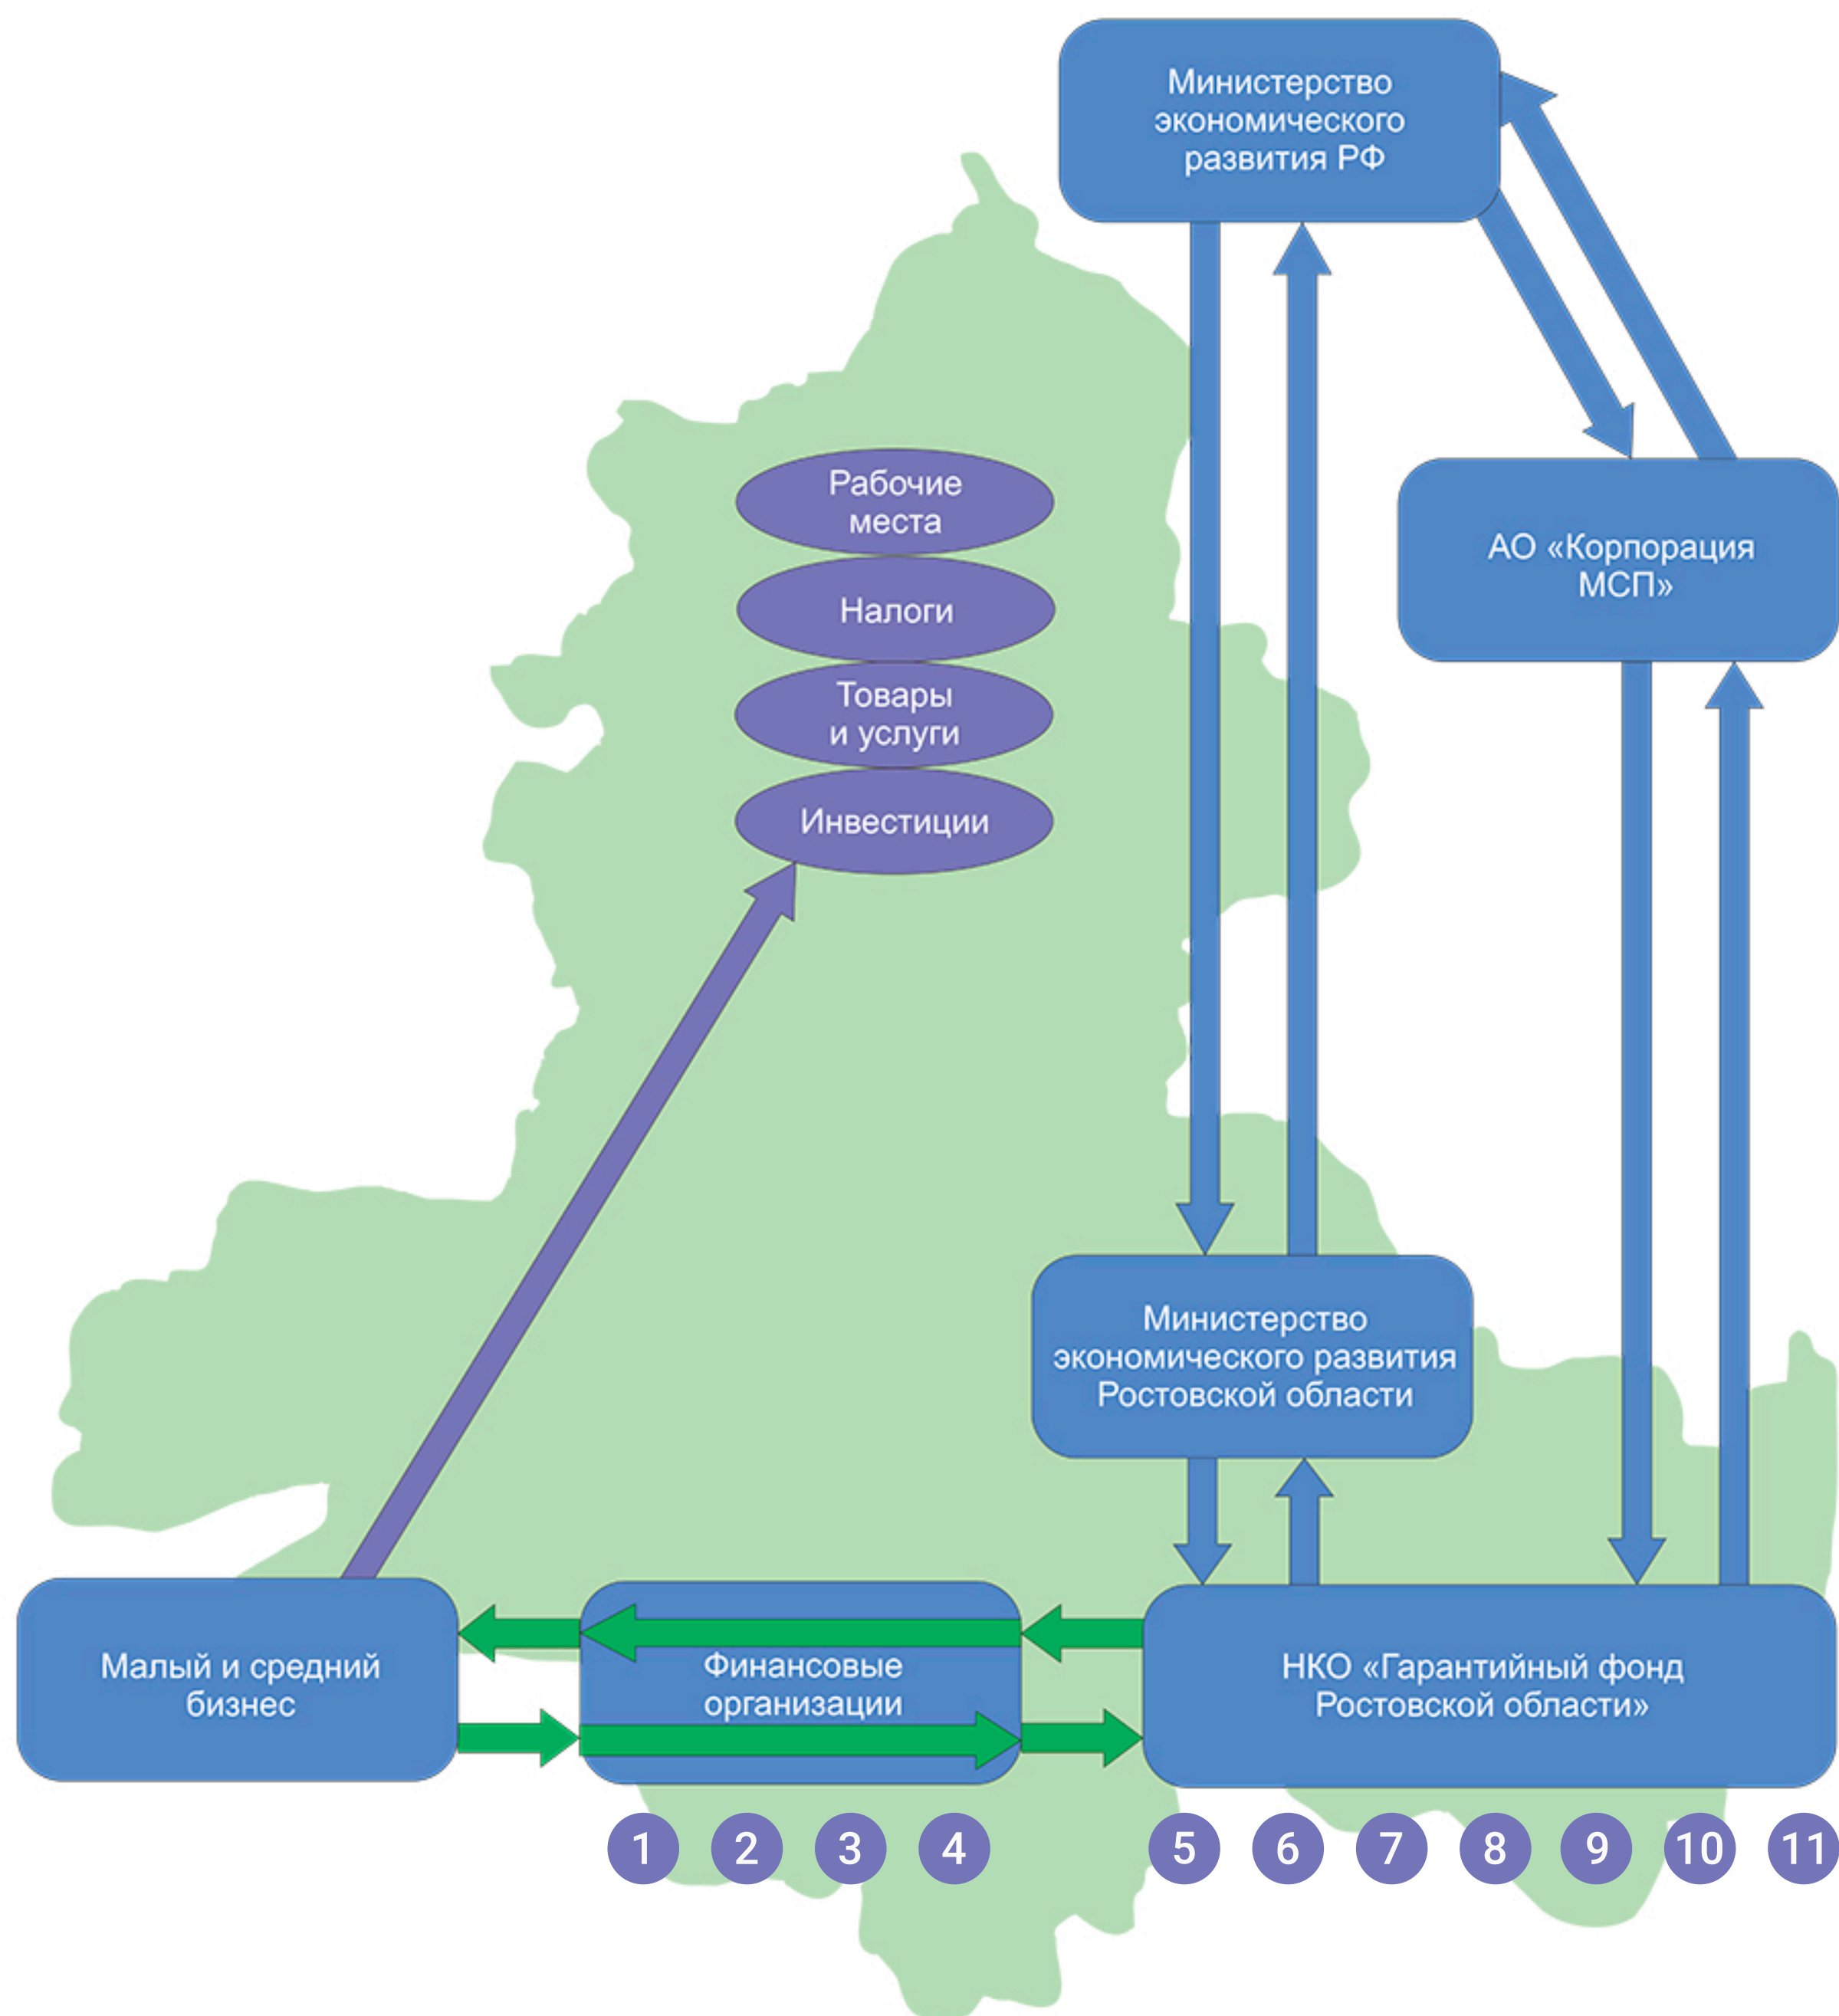 Министерство
экономического
развития РФ
Рабочие
места
Налоги
Товары
и услуги
Инвестиции
АО «Корпорация
МСП»
Министерство
экономического развития
Ростовской области
Малый и средний
бизнес
Финансовые
организации
НКО «Гарантийный фонд
Ростовской области»
1 2 3 4 5 6 7 8 9 10 11